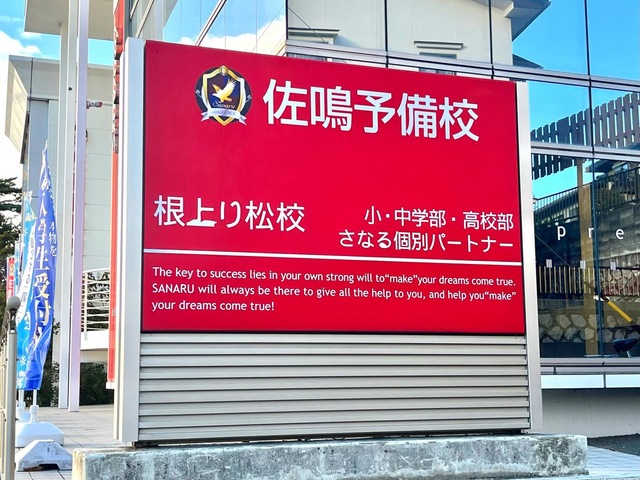 Sanaru
佐鳴予備校
根上り松校
小・中学部・高校部
さなる個別パートナー
The key to success lies in your own strong will to“make”your dreams come true.
SANARU will always be there to give all the help to you, and help you“make”
your dreams come true!
pre